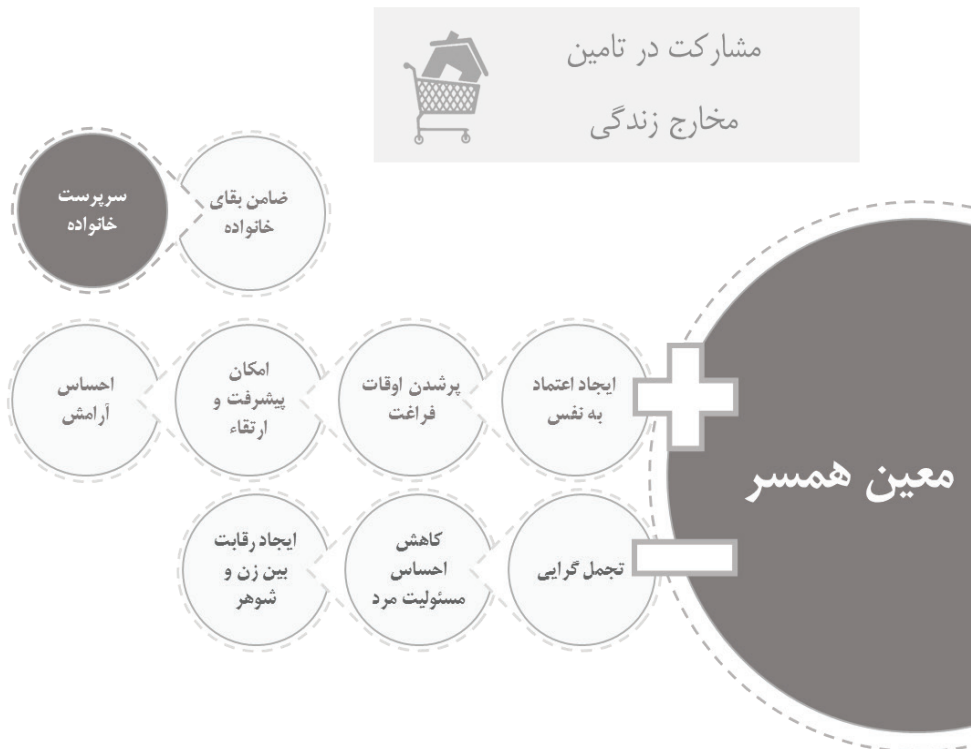 مشارکت در تامین
مخارج زندگی
ضامن بقای
خانواده
سرپرست
خانواده
معین همسر
ایجاد اعتماد
به نفس
پرشدن اوقات
فراغت
امکان
پیشرفت و
ارتقاء
احساس
آرامش
تجمل گرایی
کاهش
احساس
مسئولیت مرد
ایجاد رقابت
بین زن و
شوهر